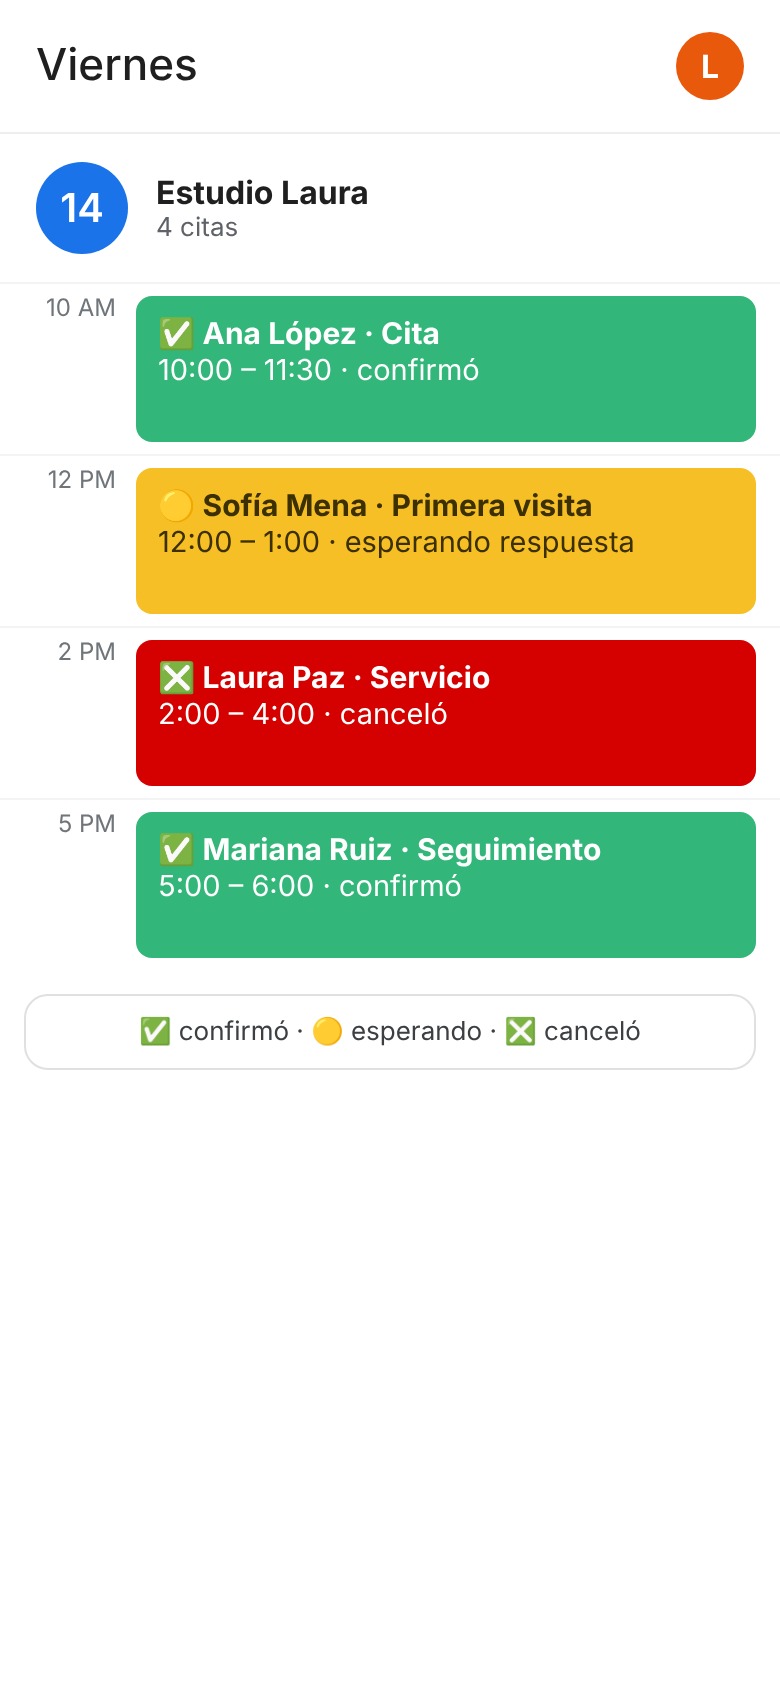 Viernes
L
14
Estudio Laura
4 citas
10 AM
✅ Ana López · Cita
10:00 – 11:30 · confirmó
12 PM
🟡 Sofía Mena · Primera visita
12:00 – 1:00 · esperando respuesta
2 PM
❎ Laura Paz · Servicio
2:00 – 4:00 · canceló
5 PM
✅ Mariana Ruiz · Seguimiento
5:00 – 6:00 · confirmó
✅ confirmó · 🟡 esperando · ❎ canceló